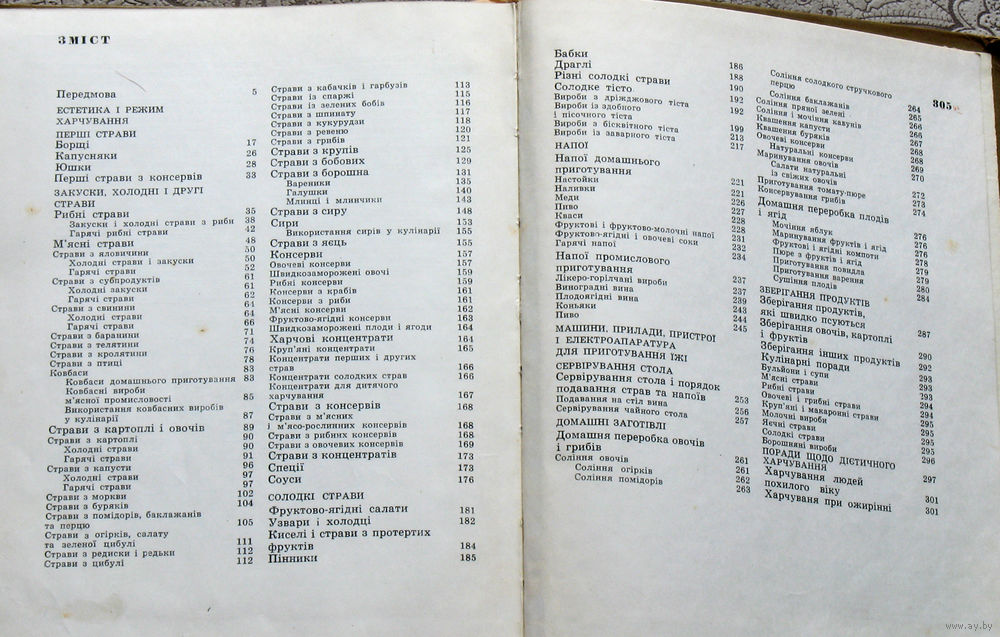 ЗМІСТ
Передмова 5
ЕСТЕТИКА І РЕЖИМ
ХАРЧУВАННЯ
ПЕРШІ СТРАВИ
Борщі 17
Капусняки 26
Юшки 28
Перші страви з консервів 33
ЗАКУСКИ, ХОЛОДНІ І ДРУГІ
СТРАВИ
Рибні страви 35
Закуски і холодні страви з риби 38
Гарячі рибні страви 42
М'ясні страви 48
Страви з яловичини 50
Холодні страви і закуски 50
Гарячі страви 52
Страви з субпродуктів 61
Холодні закуски 61
Гарячі страви 62
Страви з свинини 64
Холодні страви 64
Гарячі страви 66
Страви з баранини 71
Страви з телятини 74
Страви з кролятини 76
Страви з птиці 78
Ковбаси 83
Ковбаси домашнього приготування 83
Ковбасні вироби
м'ясної промисловості 85
Використання ковбасних виробів
у кулінарії 87
Страви з картоплі і овочів 89
Страви з картоплі 90
Холодні страви 90
Гарячі страви 91
Страви з капусти 96
Холодні страви 97
Гарячі страви 97
Страви з моркви 102
Страви з буряків 104
Страви з помідорів, баклажанів
та перцю 105
Страви з огірків, салату
та зеленої цибулі 111
Страви з редиски і редьки 112
Страви з цибулі 112
Страви з кабачків і гарбузів 113
Страви із спаржі 115
Страви із зелених бобів 116
Страви з шпинату 117
Страви з кукурудзи 118
Страви з ревеню 120
Страви з грибів 121
Страви з крупів 125
Страви з бобових 129
Страви з борошна 131
Вареники 135
Галушки 140
Млинці і млинчики 143
Страви з сиру 148
Сири 153
Використання сирів у кулінарії 155
Страви з яєць 155
Консерви 157
Овочеві консерви 157
Швидкозаморожені овочі 159
Рибні консерви 159
Консерви з крабів 161
Консерви з риби 161
М'ясні консерви 162
Фруктово-ягідні консерви 163
Швидкозаморожені плоди і ягоди 164
Харчові концентрати 164
Круп'яні концентрати 165
Концентрати перших і других
страв 166
Концентрати солодких страв 166
Концентрати для дитячого
харчування 167
Страви з консервів 168
Страви з м'ясних
і м'ясо-рослинних консервів 168
Страви з рибних консервів 168
Страви з овочевих консервів 169
Страви з концентратів 173
Спеції 173
Соуси 176
СОЛОДКІ СТРАВИ
Фруктово-ягідні салати 181
Узвари і холодці 182
Киселі і страви з протертих
фруктів 184
Пінники 185
Бабки 186
Драглі 188
Різні солодкі страви 190
Солодке тісто 192
Вироби з дріжджового тіста 192
Вироби із здобного
і пісочного тіста 199
Вироби з бісквітного тіста 213
Вироби із заварного тіста 217
НАПОЇ
Напої домашнього
приготування 221
Настойки 221
Наливки 226
Меди 227
Пиво 228
Кваси 228
Фруктові і фруктово-молочні напої 231
Фруктово-ягідні і овочеві соки 232
Гарячі напої 234
Напої промислового
приготування 237
Лікеро-горілчані вироби 237
Виноградні вина 239
Плодоягідні вина 243
Коньяки 244
Пиво 245
МАШИНИ, ПРИЛАДИ, ПРИСТРОЇ
І ЕЛЕКТРОАПАРАТУРА
ДЛЯ ПРИГОТУВАННЯ ЇЖІ
СЕРВІРУВАННЯ СТОЛА
Сервірування стола і порядок
подавання страв та напоїв 253
Подавання на стіл вина 256
Сервірування чайного стола 257
ДОМАШНІ ЗАГОТІВЛІ
Домашня переробка овочів
і грибів 261
Соління овочів 261
Соління огірків 262
Соління помідорів 263
305
Соління солодкого стручкового
перцю 264
Соління баклажанів 265
Соління пряної зелені 266
Соління і мочіння кавунів 266
Квашення капусти 267
Квашення буряків 268
Овочеві консерви 268
Натуральні консерви 269
Маринування овочів 270
Салати натуральні
із свіжих овочів 272
Приготування томату-пюре 273
Консервування грибів 274
Домашня переробка плодів
і ягід 276
Мочіння яблук 276
Маринування фруктів і ягід 276
Фруктові і ягідні компоти 278
Пюре з фруктів і ягід 279
Приготування повидла 279
Приготування варення 280
Сушіння плодів 284
ЗБЕРІГАННЯ ПРОДУКТІВ
Зберігання продуктів,
які швидко псуються 287
Зберігання овочів, картоплі
і фруктів 290
Зберігання інших продуктів 292
Кулінарні поради 293
Бульйони і супи 293
М'ясні страви 293
Рибні страви 294
Овочеві і грибні страви 294
Круп'яні і макаронні страви 295
Молочні вироби 295
Яєчні страви 295
Солодкі страви 295
Борошняні вироби 296
ПОРАДИ ЩОДО ДІЄТИЧНОГО
ХАРЧУВАННЯ 297
Харчування людей
похилого віку 301
Харчуваня при ожирінні 301
www.ay.by